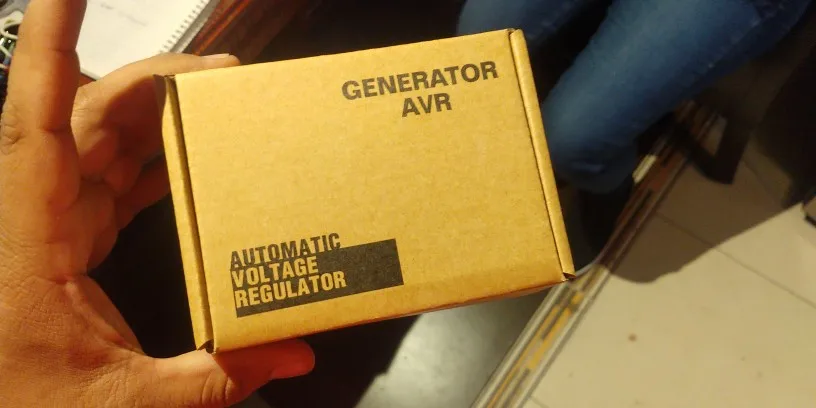 GENERATOR
AVR
AUTOMATIC
VOLTAGE
REGULATOR